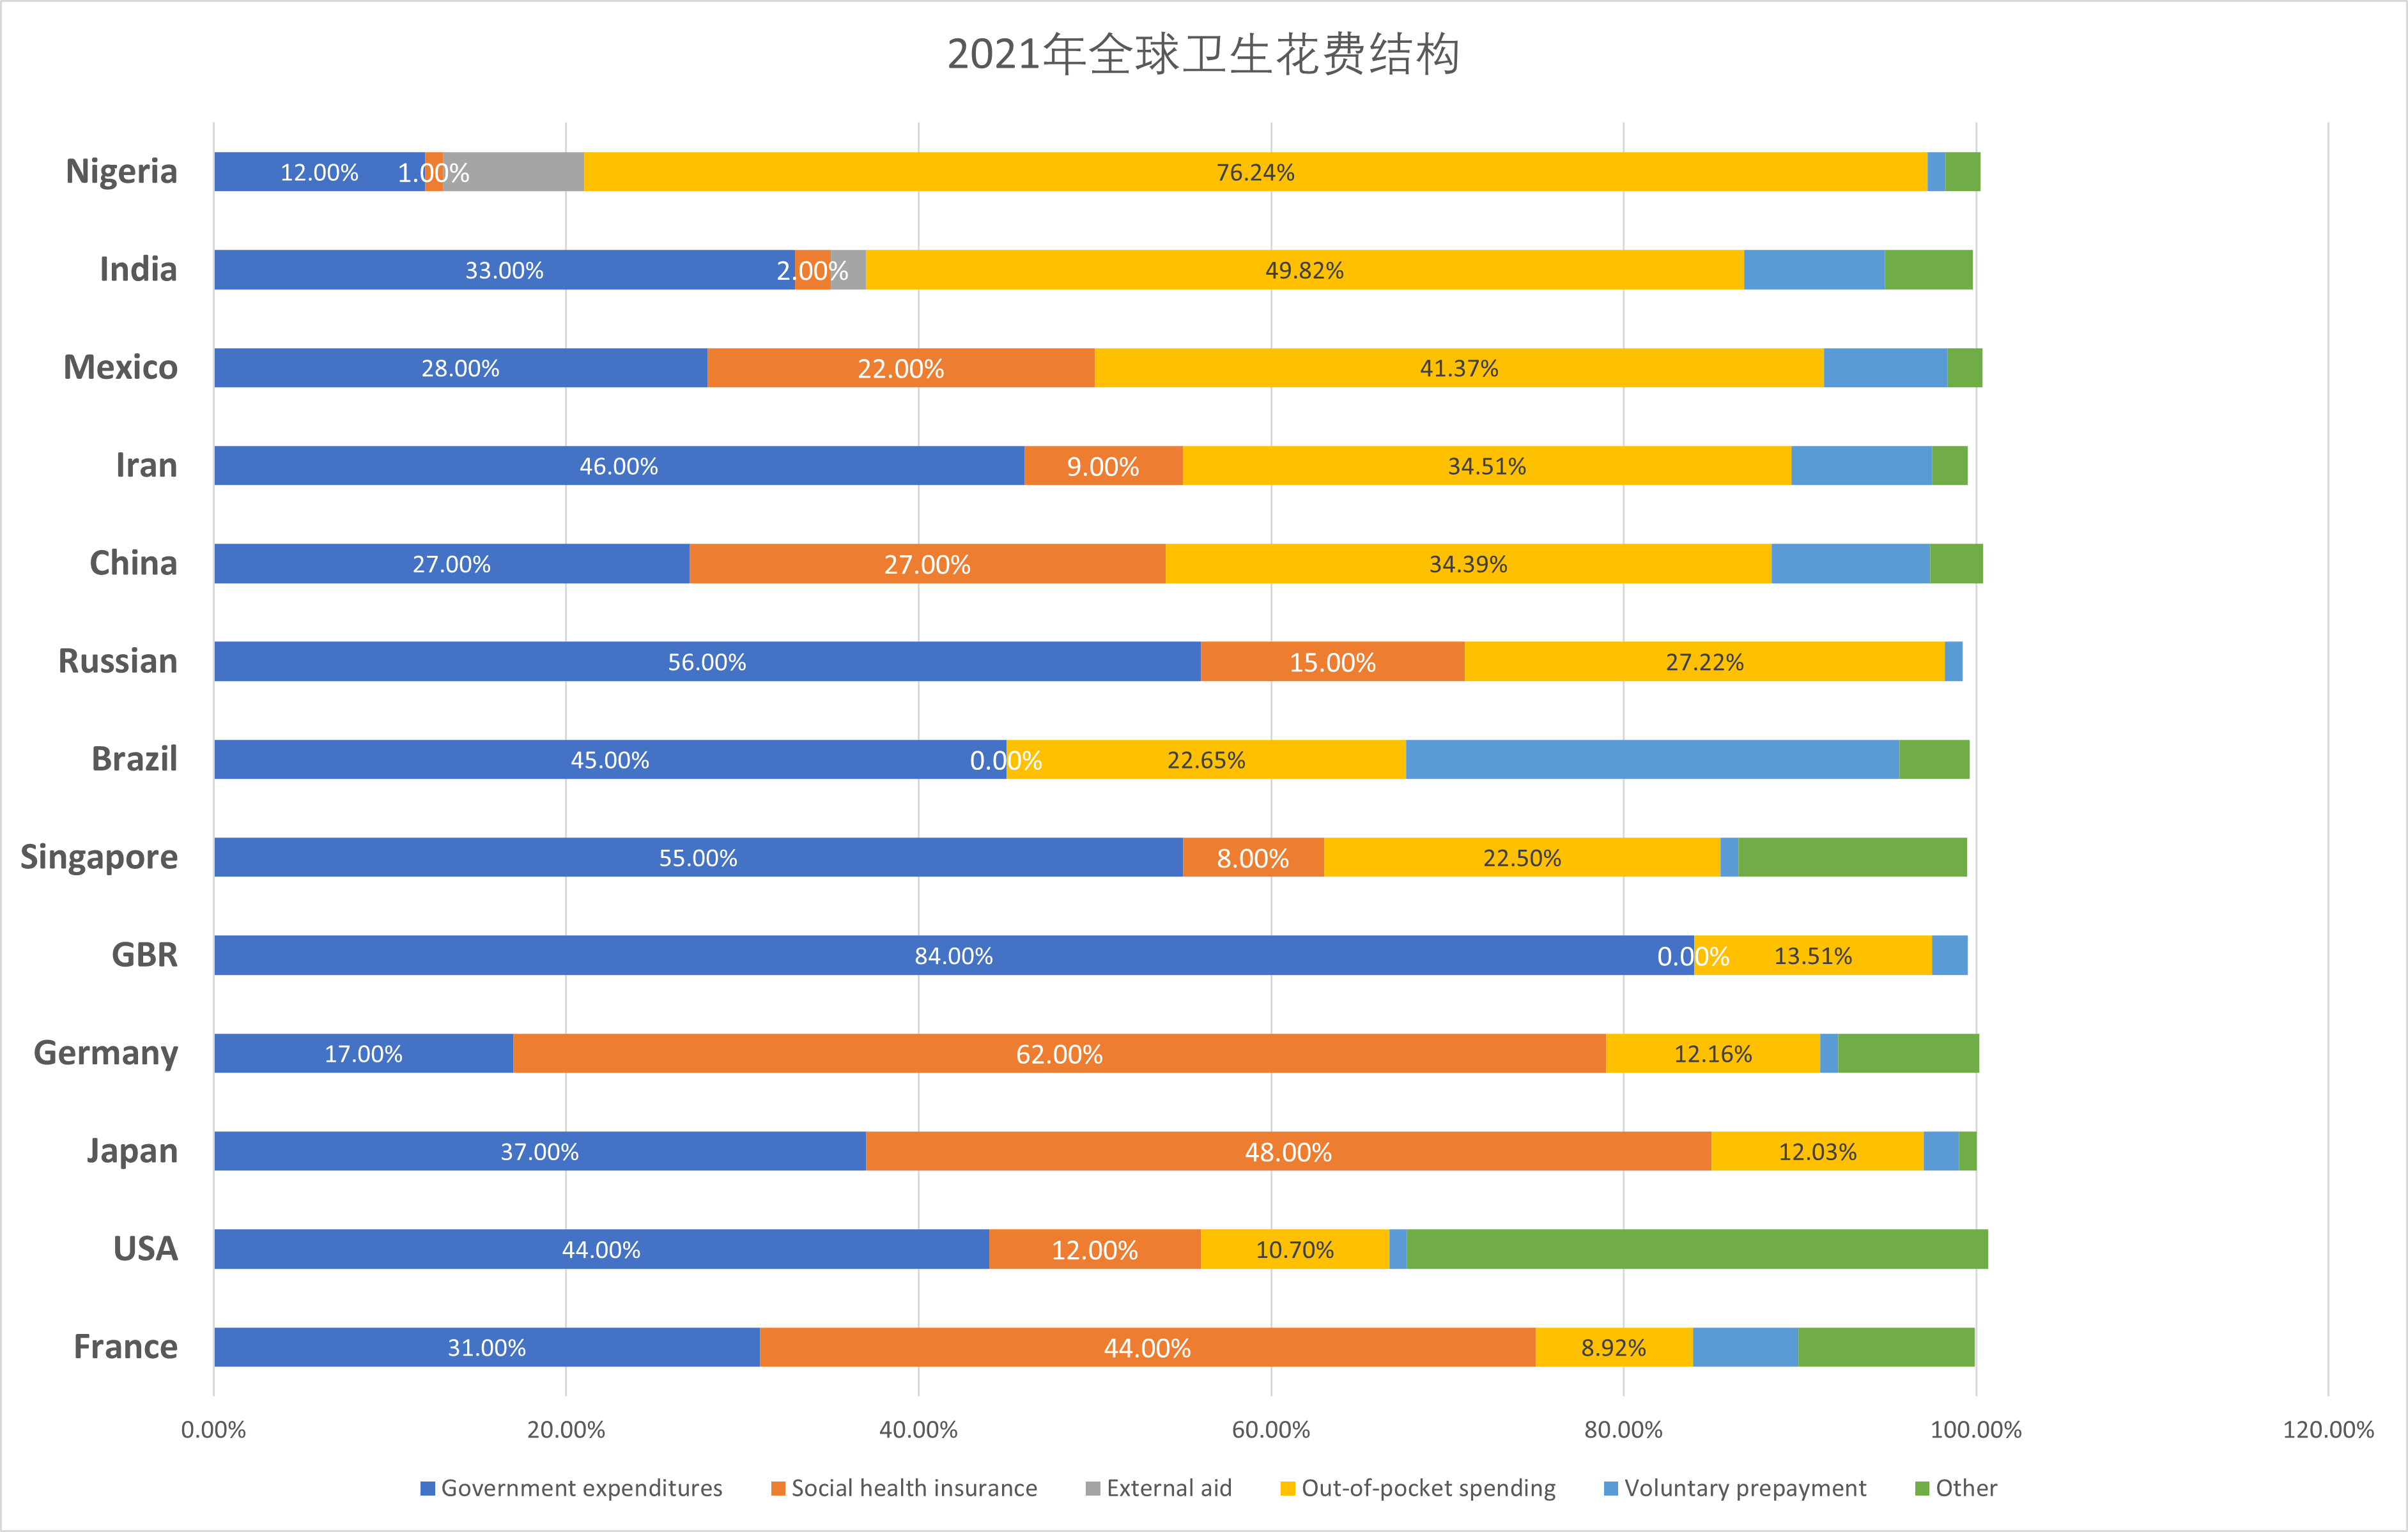 2021年全球卫生花费结构
Nigeria 12.00% 1.00% 76.24%
India 33.00% 2.00% 49.82%
Mexico 28.00% 22.00% 41.37%
Iran 46.00% 9.00% 34.51%
China 27.00% 27.00% 34.39%
Russian 56.00% 15.00% 27.22%
Brazil 45.00% 0.00% 22.65%
Singapore 55.00% 8.00% 22.50%
GBR 84.00% 0.00% 13.51%
Germany 17.00% 62.00% 12.16%
Japan 37.00% 48.00% 12.03%
USA 44.00% 12.00% 10.70%
France 31.00% 44.00% 8.92%
0.00% 20.00% 40.00% 60.00% 80.00% 100.00% 120.00%
Government expenditures Social health insurance External aid Out-of-pocket spending Voluntary prepayment Other